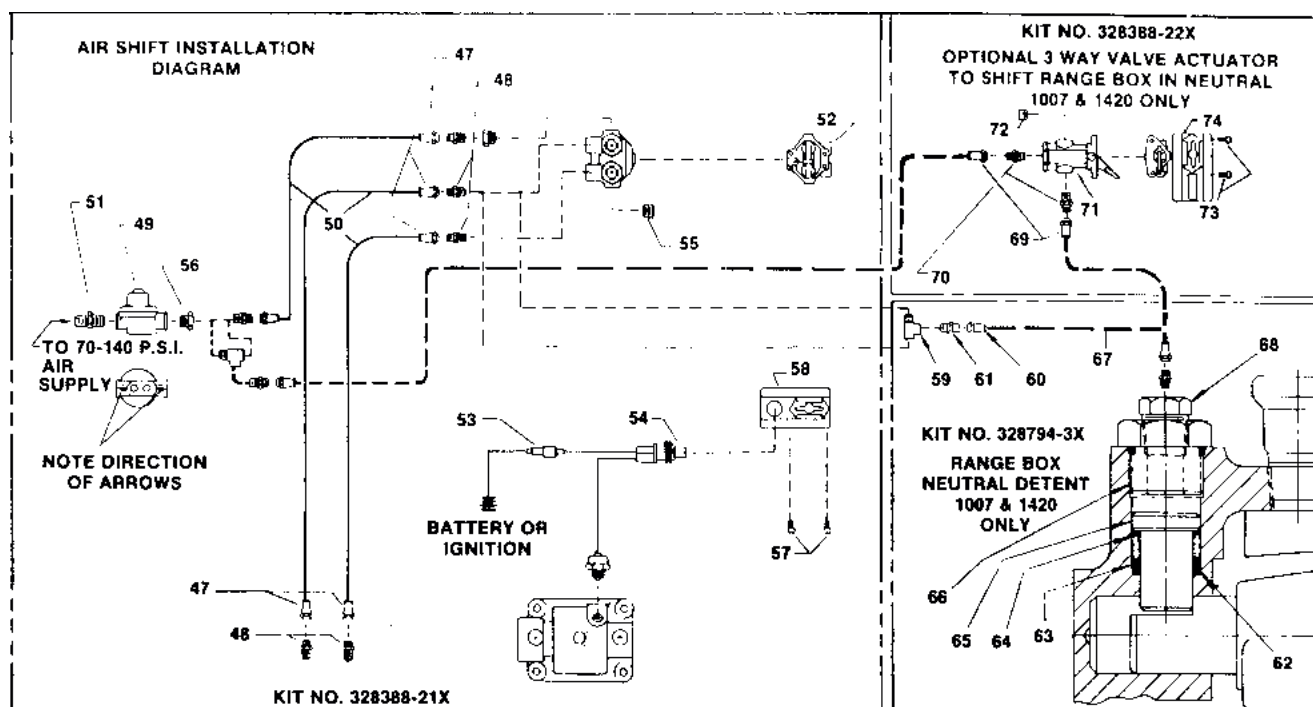 AIR SHIFT INSTALLATION
DIAGRAM
47
48
52
51
49
56
50
55
TO 70-140 P.S.I.
AIR
SUPPLY
NOTE DIRECTION
OF ARROWS
53
54
58
BATTERY OR
IGNITION
57
47
48
KIT NO. 328388-21X
KIT NO. 328388-22X
OPTIONAL 3 WAY VALVE ACTUATOR
TO SHIFT RANGE BOX IN NEUTRAL
1007 & 1420 ONLY
72
74
71
73
69
70
59
61
60
67
68
KIT NO. 328794-3X
RANGE BOX
NEUTRAL DETENT
1007 & 1420
ONLY
66
65
64
63
62